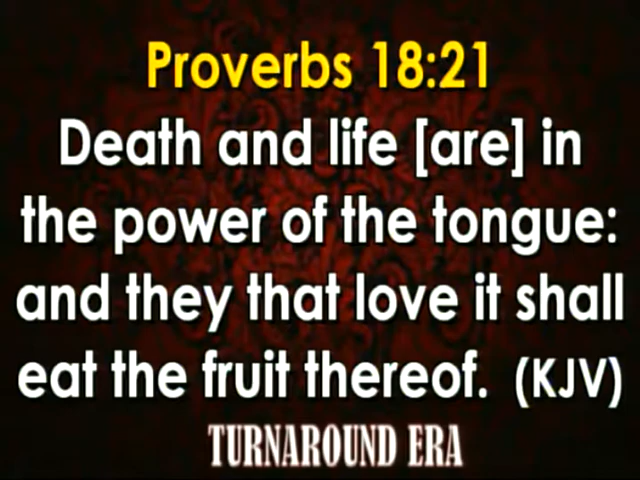 Proverbs 18:21
Death and life [are] in
the power of the tongue:
and they that love it shall
eat the fruit thereof. (KJV)
TURNAROUND ERA